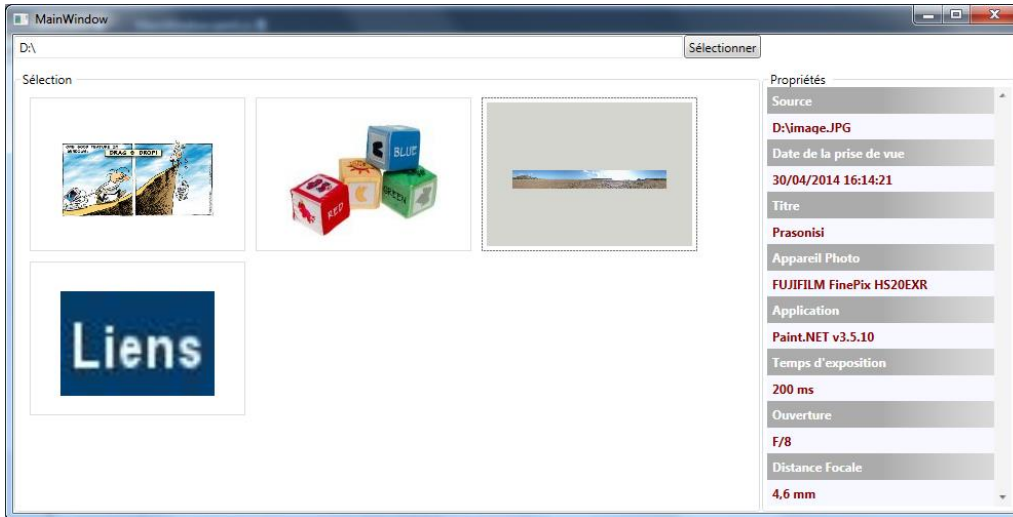 MainWindow
D:\
Sélectionner
Sélection
DRAG & DROP!
BLUE
RED
GREEN
Liens
Propriétés
Source
D:\image.JPG
Date de la prise de vue
30/04/2014 16:14:21
Titre
Prasonisi
Appareil Photo
FUJIFILM FinePix HS20EXR
Application
Paint.NET v3.5.10
Temps d'exposition
200 ms
Ouverture
F/8
Distance Focale
4,6 mm